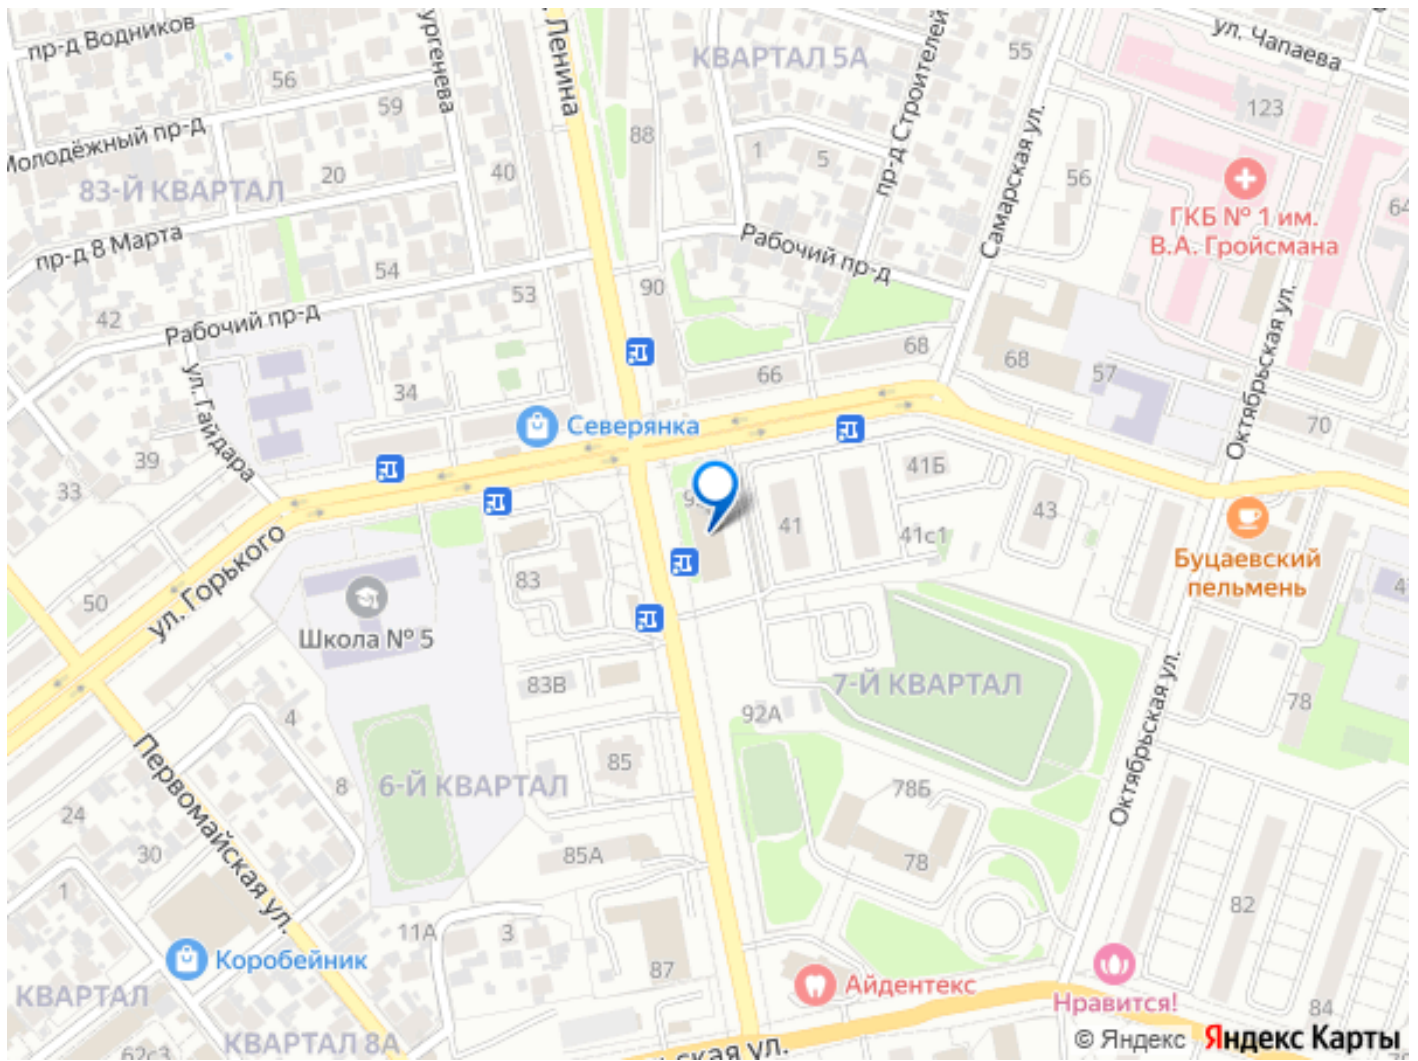 пр-д Водников
ургенева
Ленина
КВАРТАЛ 5А
пр-д Строителей
55
ул. Чапаева
56
59
88
123
Молодёжный пр-д
1
5
Самарская ул.
56
83-Й КВАРТАЛ
20
40
64
ГКБ № 1 им.
В.А. Гройсмана
пр-д 8 Марта
Рабочий пр-д
54
53
90
Октябрьская ул.
42
Рабочий пр-д
68
68
57
66
ул. Гайдара
34
Северянка
70
39
41Б
33
41
43
41с1
ул. Горького
Буцаевский
пельмень
83
50
Школа № 5
83В
7-Й КВАРТАЛ
Октябрьская ул.
92А
78
4
85
6-Й КВАРТАЛ
8
78Б
24
Первомайская ул.
30
85А
78
1
82
11А
3
Коробейник
87
Айдентекс
КВАРТАЛ
Нравится!
84
КВАРТАЛ 8А
62с3
ская ул.
© Яндекс Яндекс Карты